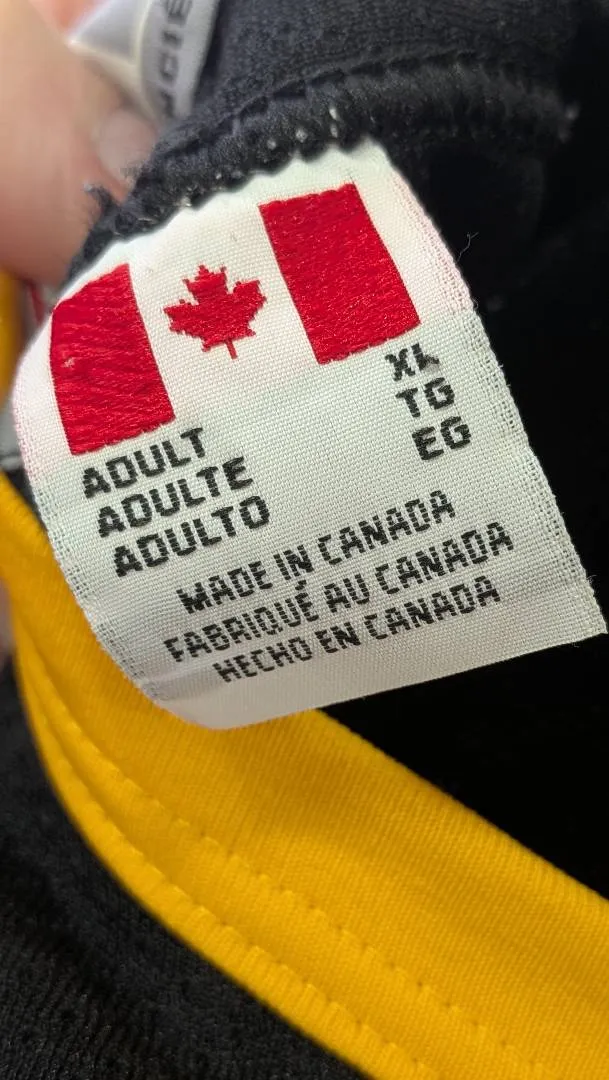 ADULT XL
ADULTE TG
ADULTO EG
MADE IN CANADA
FABRIQUÉ AU CANADA
HECHO EN CANADA